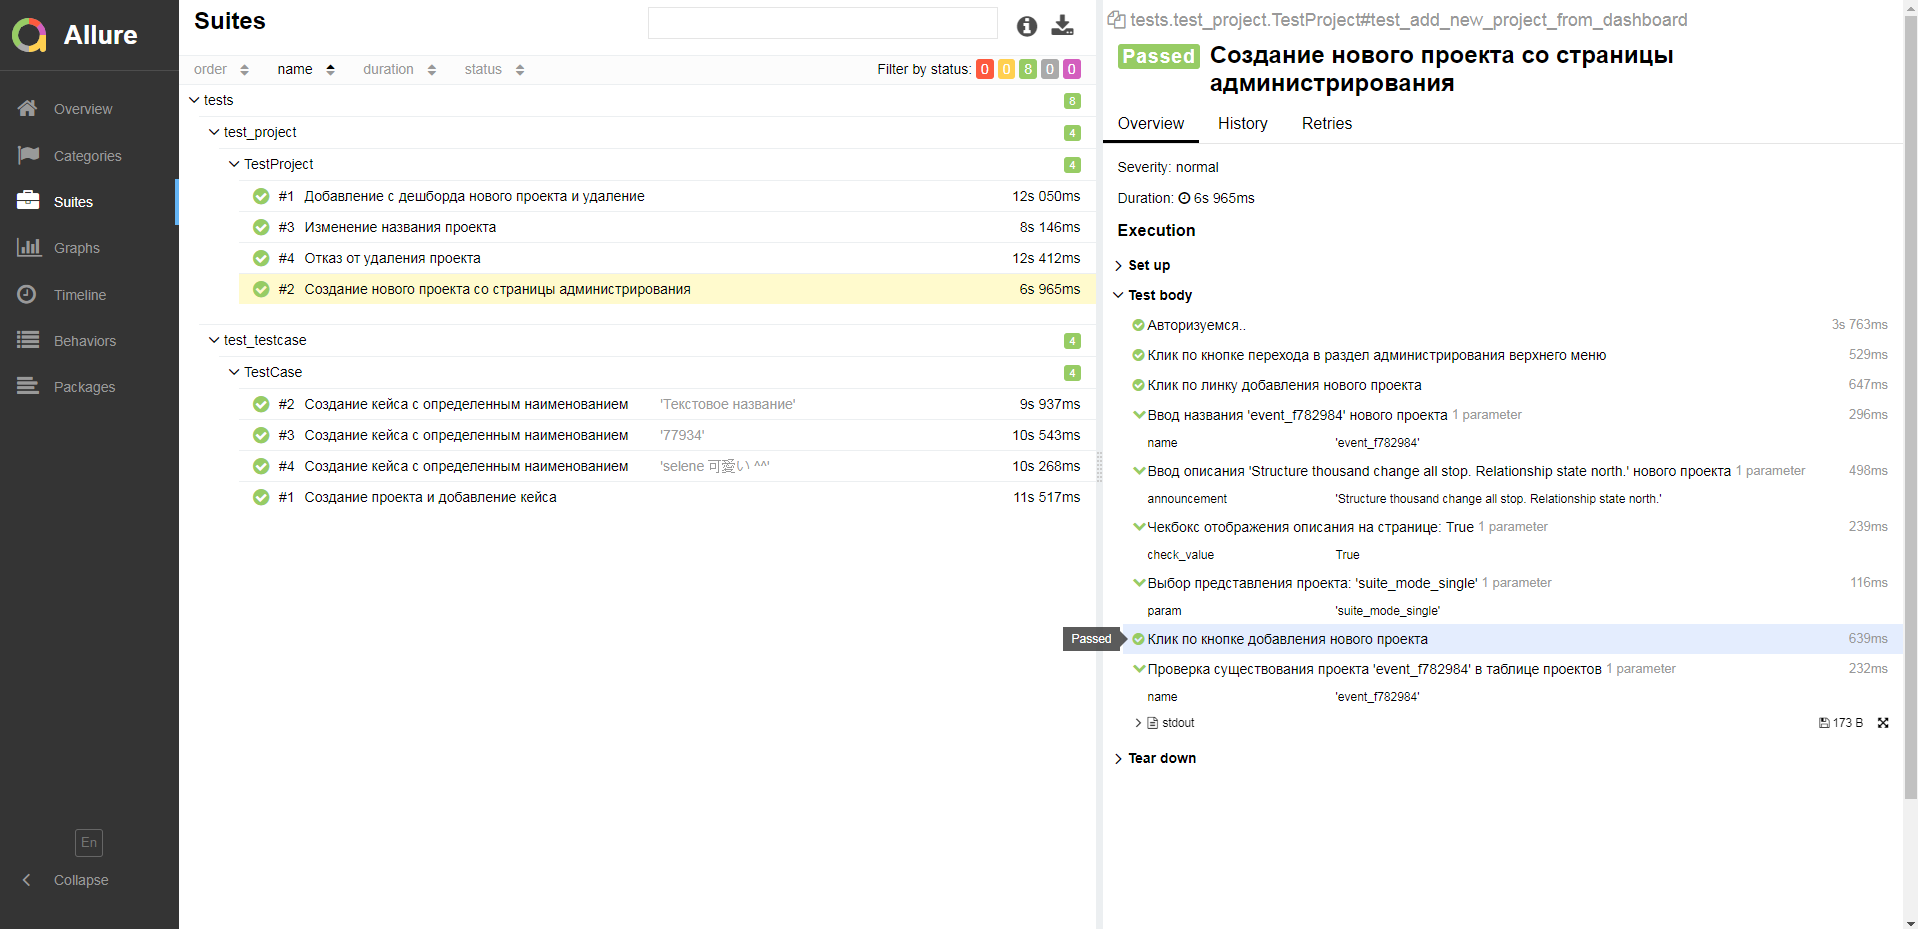 Allure
Overview
Categories
Suites
Graphs
Timeline
Behaviors
Packages
En
Collapse
Suites
order name duration status Filter by status: 0 0 8 0 0
tests 8
test_project 4
TestProject 4
#1 Добавление с дешборда нового проекта и удаление 12s 050ms
#3 Изменение названия проекта 8s 146ms
#4 Отказ от удаления проекта 12s 412ms
#2 Создание нового проекта со страницы администрирования 6s 965ms
test_testcase 4
TestCase 4
#2 Создание кейса с определенным наименованием 'Текстовое название' 9s 937ms
#3 Создание кейса с определенным наименованием '77934' 10s 543ms
#4 Создание кейса с определенным наименованием 'selene 可愛い ^^' 10s 268ms
#1 Создание проекта и добавление кейса 11s 517ms
tests.test_project.TestProject#test_add_new_project_from_dashboard
Passed Создание нового проекта со страницы
администрирования
Overview History Retries
Severity: normal
Duration: 6s 965ms
Execution
Set up
Test body
Авторизуемся.. 3s 763ms
Клик по кнопке перехода в раздел администрирования верхнего меню 529ms
Клик по линку добавления нового проекта 647ms
Ввод названия 'event_f782984' нового проекта 1 parameter 296ms
name 'event_f782984'
Ввод описания 'Structure thousand change all stop. Relationship state north.' нового проекта 1 parameter 498ms
announcement 'Structure thousand change all stop. Relationship state north.'
Чекбокс отображения описания на странице: True 1 parameter 239ms
check_value True
Выбор представления проекта: 'suite_mode_single' 1 parameter 116ms
param 'suite_mode_single'
Passed Клик по кнопке добавления нового проекта 639ms
Проверка существования проекта 'event_f782984' в таблице проектов 1 parameter 232ms
name 'event_f782984'
stdout 173 B
Tear down